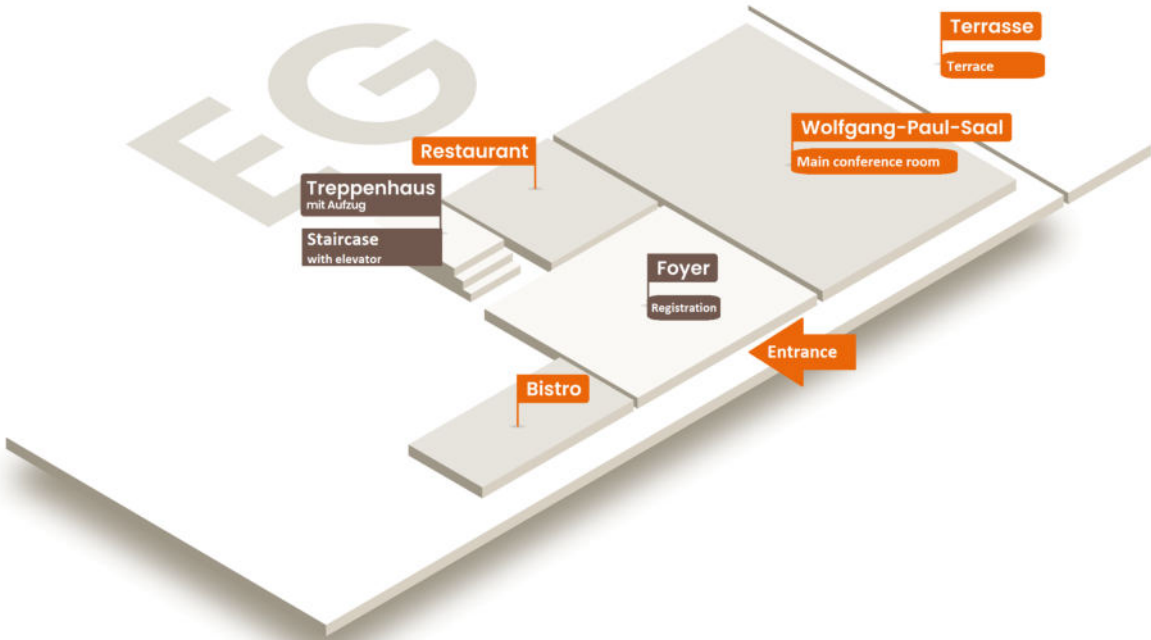 EG
Terrasse
Terrace
Wolfgang-Paul-Saal
Main conference room
Restaurant
Treppenhaus
mit Aufzug
Staircase
with elevator
Foyer
Registration
Entrance
Bistro